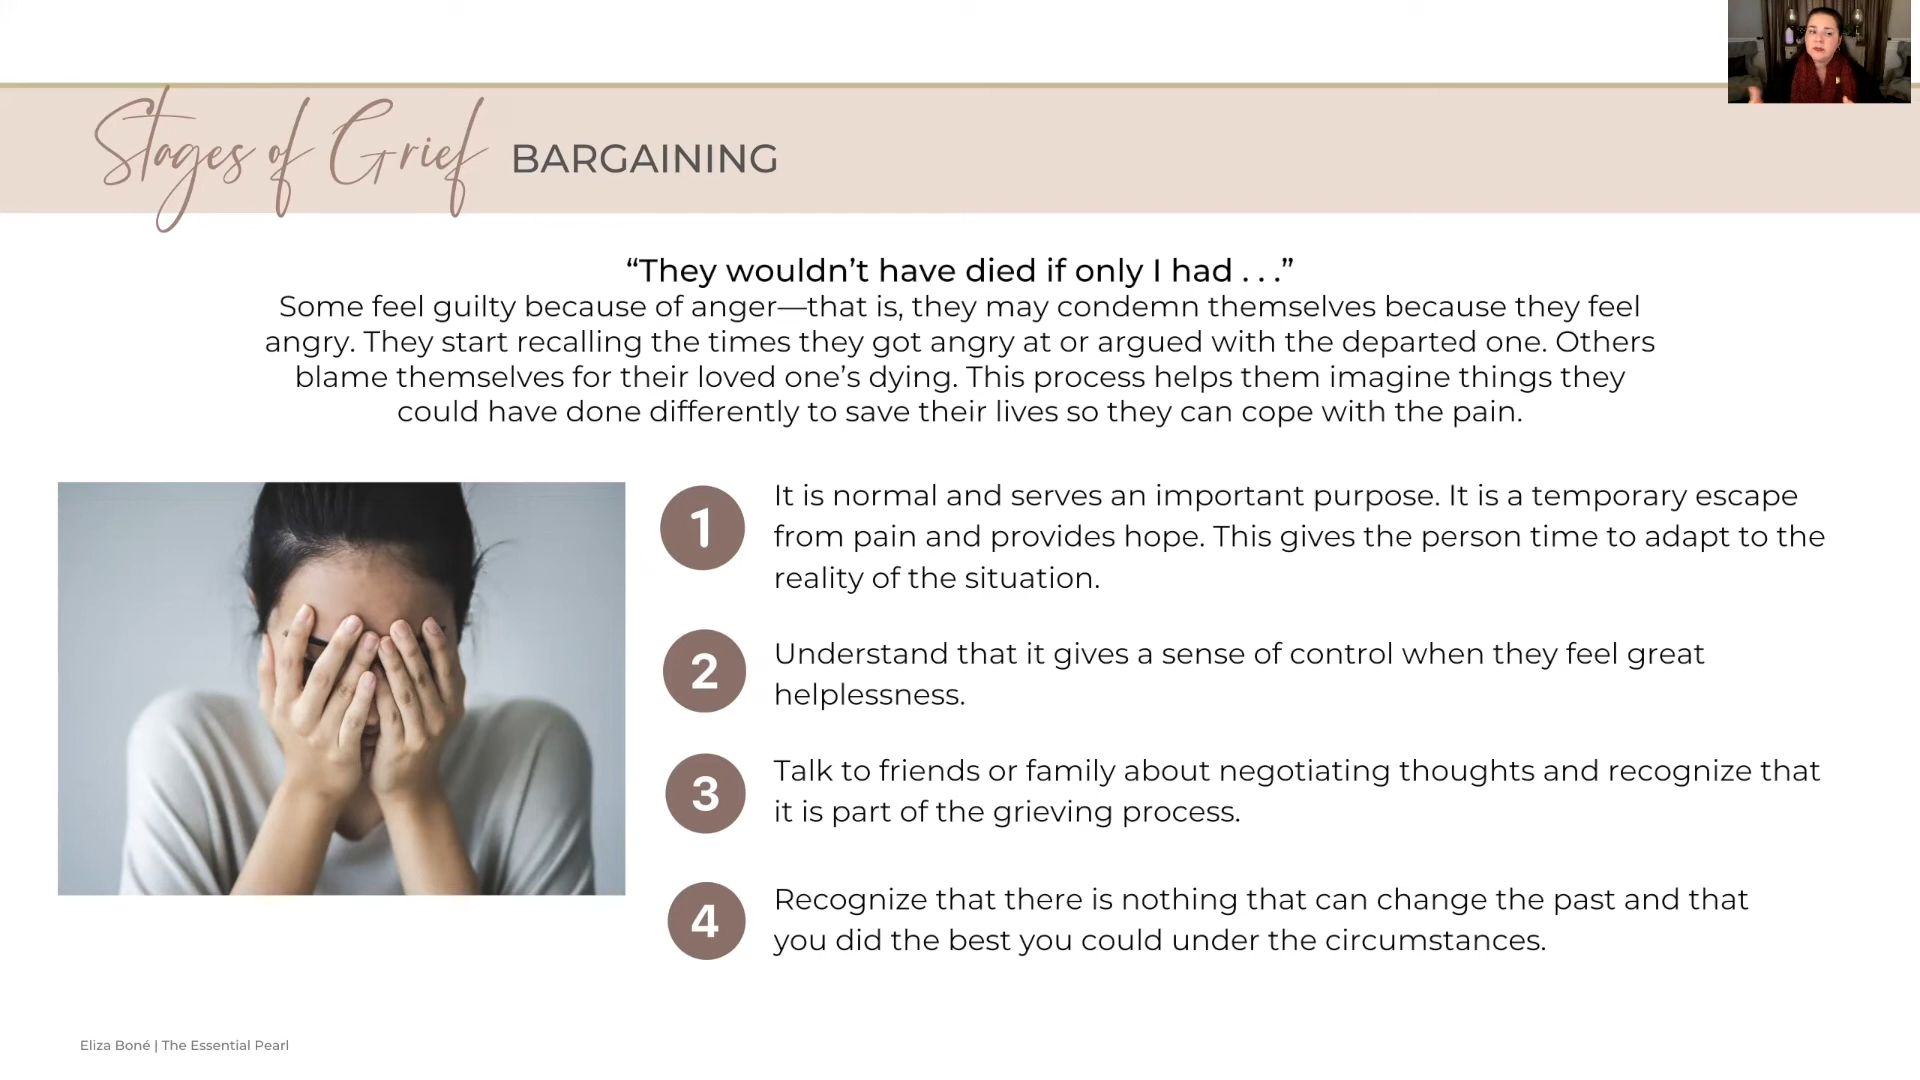 Stages of Grief BARGAINING
“They wouldn’t have died if only I had . . .”
Some feel guilty because of anger—that is, they may condemn themselves because they feel
angry. They start recalling the times they got angry at or argued with the departed one. Others
blame themselves for their loved one’s dying. This process helps them imagine things they
could have done differently to save their lives so they can cope with the pain.
1
It is normal and serves an important purpose. It is a temporary escape
from pain and provides hope. This gives the person time to adapt to the
reality of the situation.
2
Understand that it gives a sense of control when they feel great
helplessness.
3
Talk to friends or family about negotiating thoughts and recognize that
it is part of the grieving process.
4
Recognize that there is nothing that can change the past and that
you did the best you could under the circumstances.
Eliza Boné | The Essential Pearl